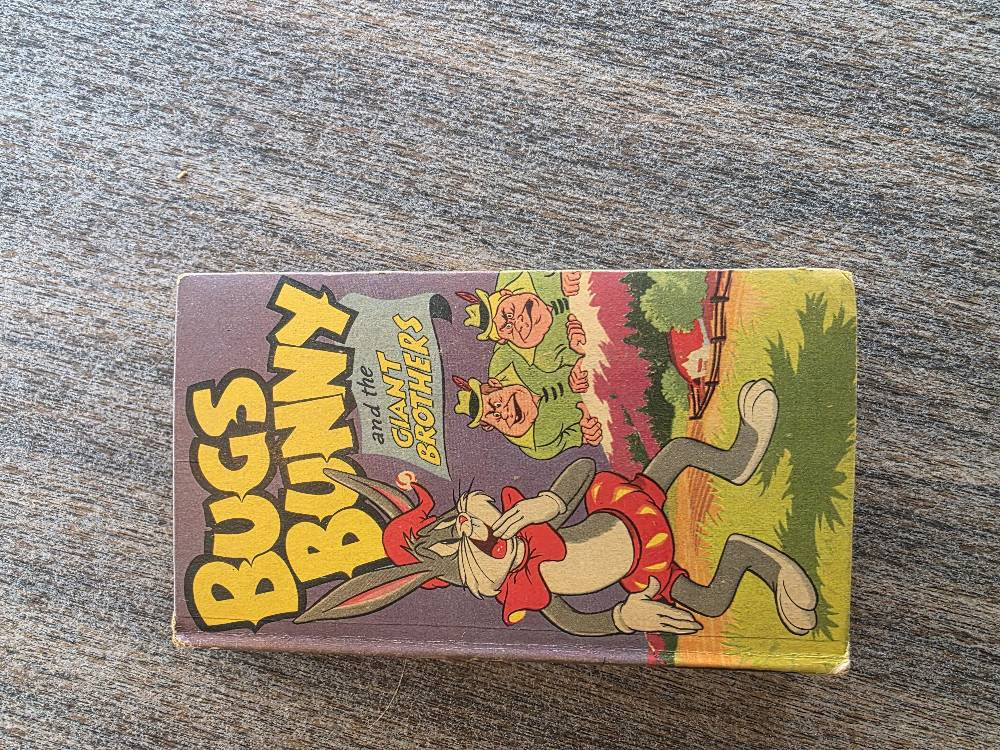 BUGS
BUNNY
and the
GIANT
BROTHERS